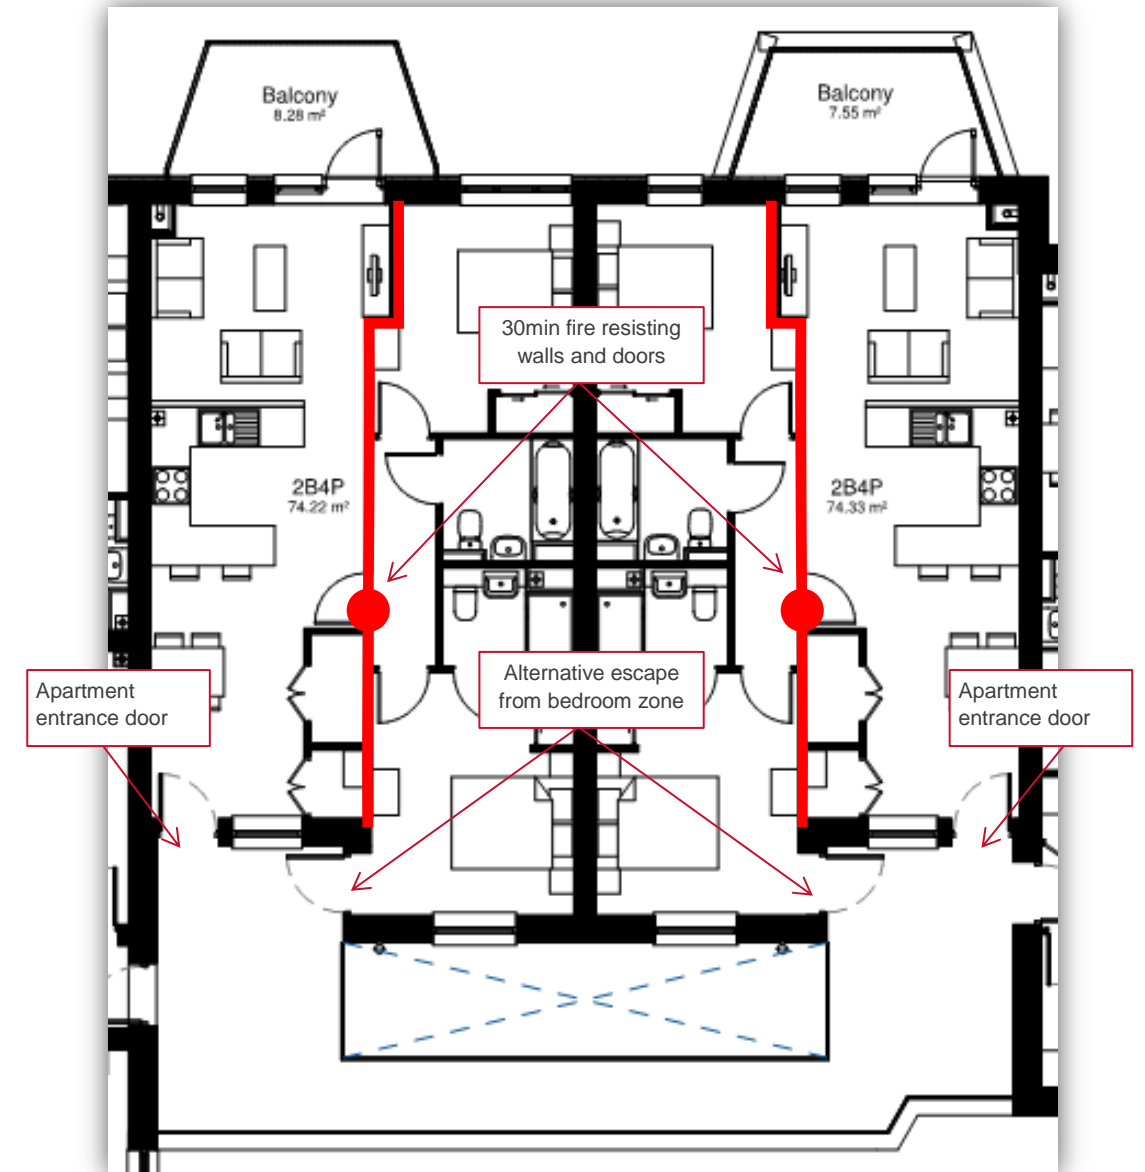 Balcony
8.28 m²
Balcony
7.55 m²
30min fire resisting
walls and doors
2B4P
74.22 m²
2B4P
74.33 m²
Alternative escape
from bedroom zone
Apartment
entrance door
Apartment
entrance door